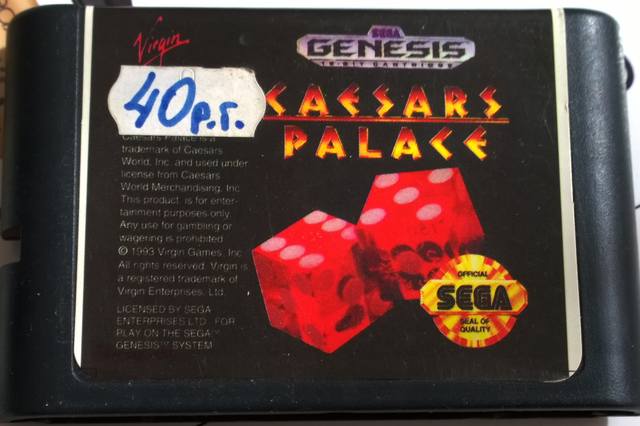 Virgin
SEGA
GENESIS
16-BIT CARTRIDGE
40 р.г.
CAESARS
PALACE
Caesars Palace is a
trademark of Caesars
World, Inc. and used under
license from Caesars
World Merchandising, Inc.
This product is for enter-
tainment purposes only.
Any use for gambling or
wagering is prohibited.
© 1993 Virgin Games, Inc.
All rights reserved. Virgin is
a registered trademark of
Virgin Enterprises, Ltd.
LICENSED BY SEGA
ENTERPRISES LTD. FOR
PLAY ON THE SEGA™
GENESIS™ SYSTEM
OFFICIAL
SEGA
SEAL OF
QUALITY